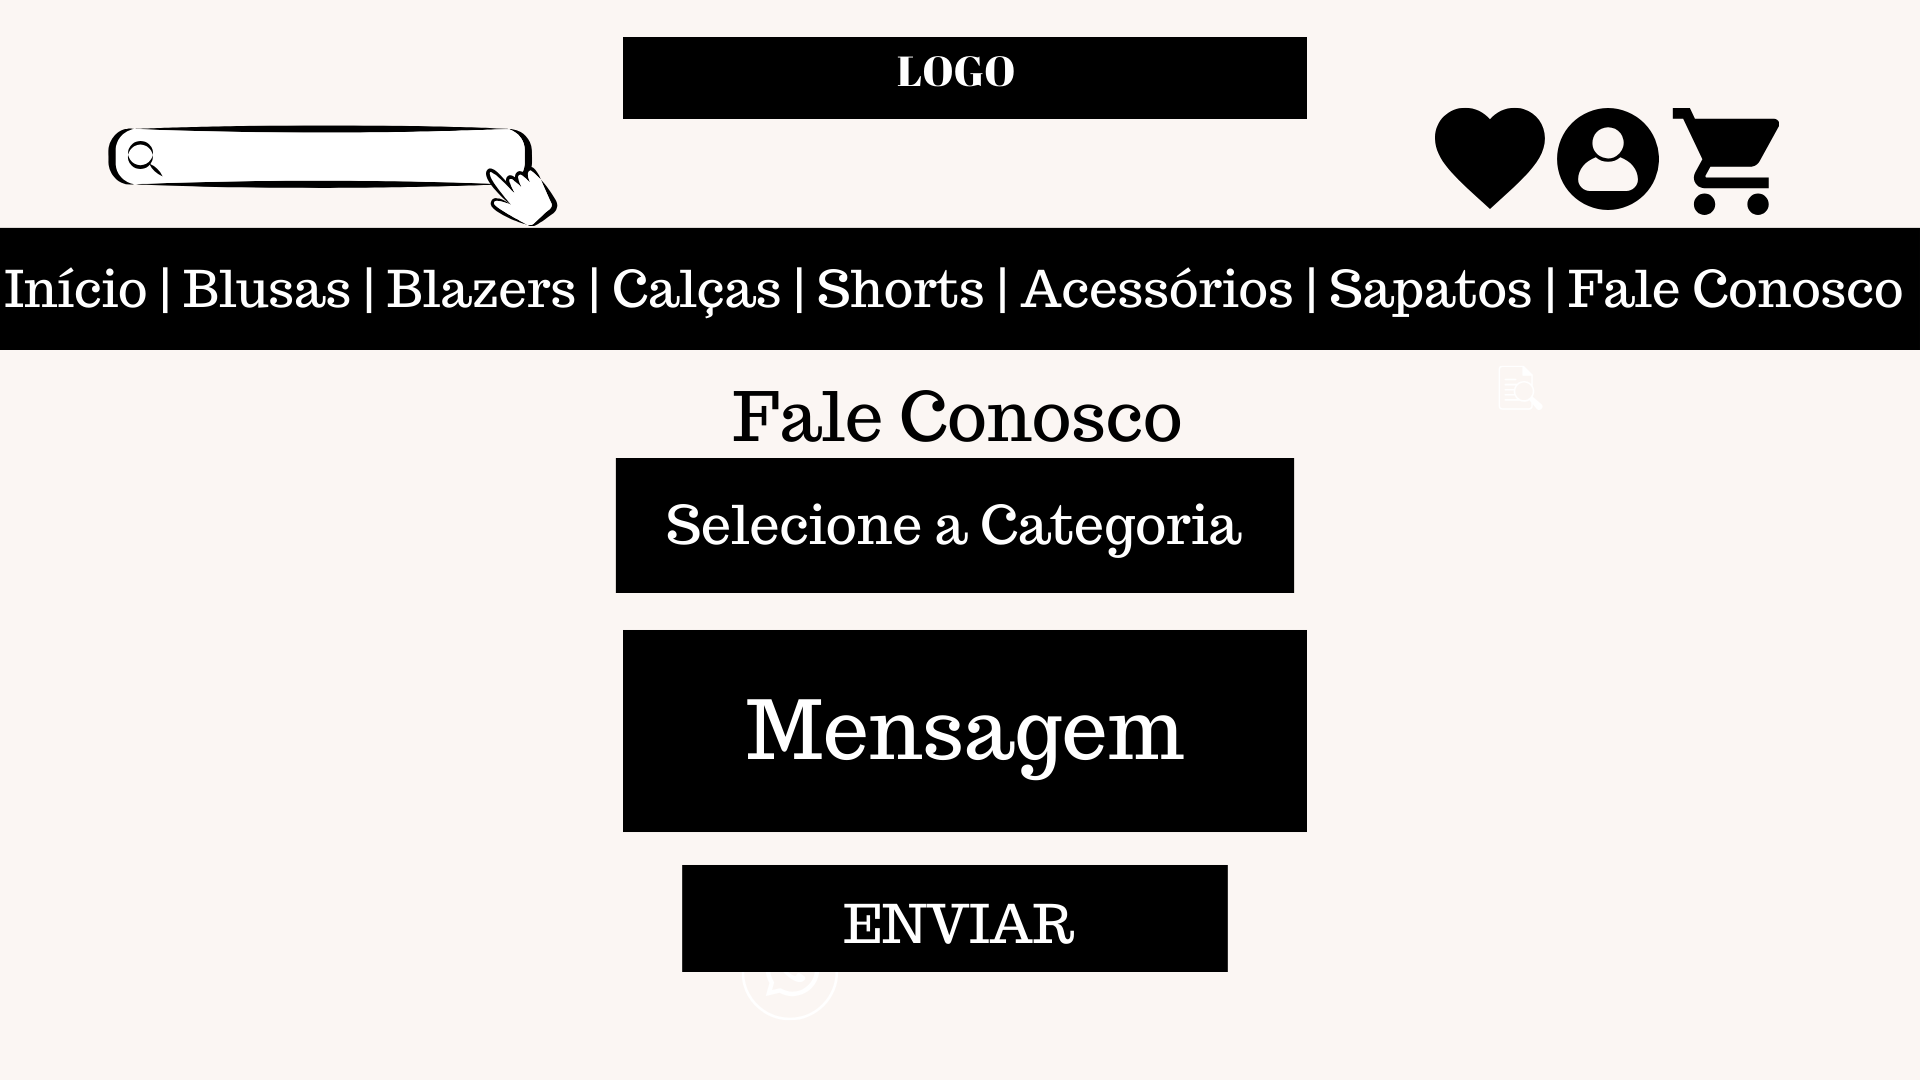 LOGO
Início | Blusas | Blazers | Calças | Shorts | Acessórios | Sapatos | Fale Conosco
Fale Conosco
Selecione a Categoria
Mensagem
ENVIAR